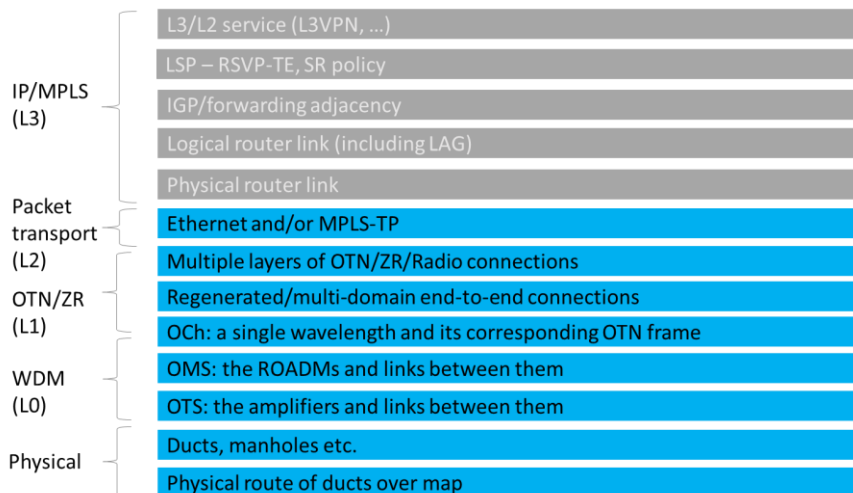 L3/L2 service (L3VPN, ...)
LSP – RSVP-TE, SR policy
IP/MPLS
(L3)
IGP/forwarding adjacency
Logical router link (including LAG)
Physical router link
Packet
transport
(L2)
Ethernet and/or MPLS-TP
Multiple layers of OTN/ZR/Radio connections
OTN/ZR
(L1)
Regenerated/multi-domain end-to-end connections
OCh: a single wavelength and its corresponding OTN frame
WDM
(L0)
OMS: the ROADMs and links between them
OTS: the amplifiers and links between them
Physical
Ducts, manholes etc.
Physical route of ducts over map